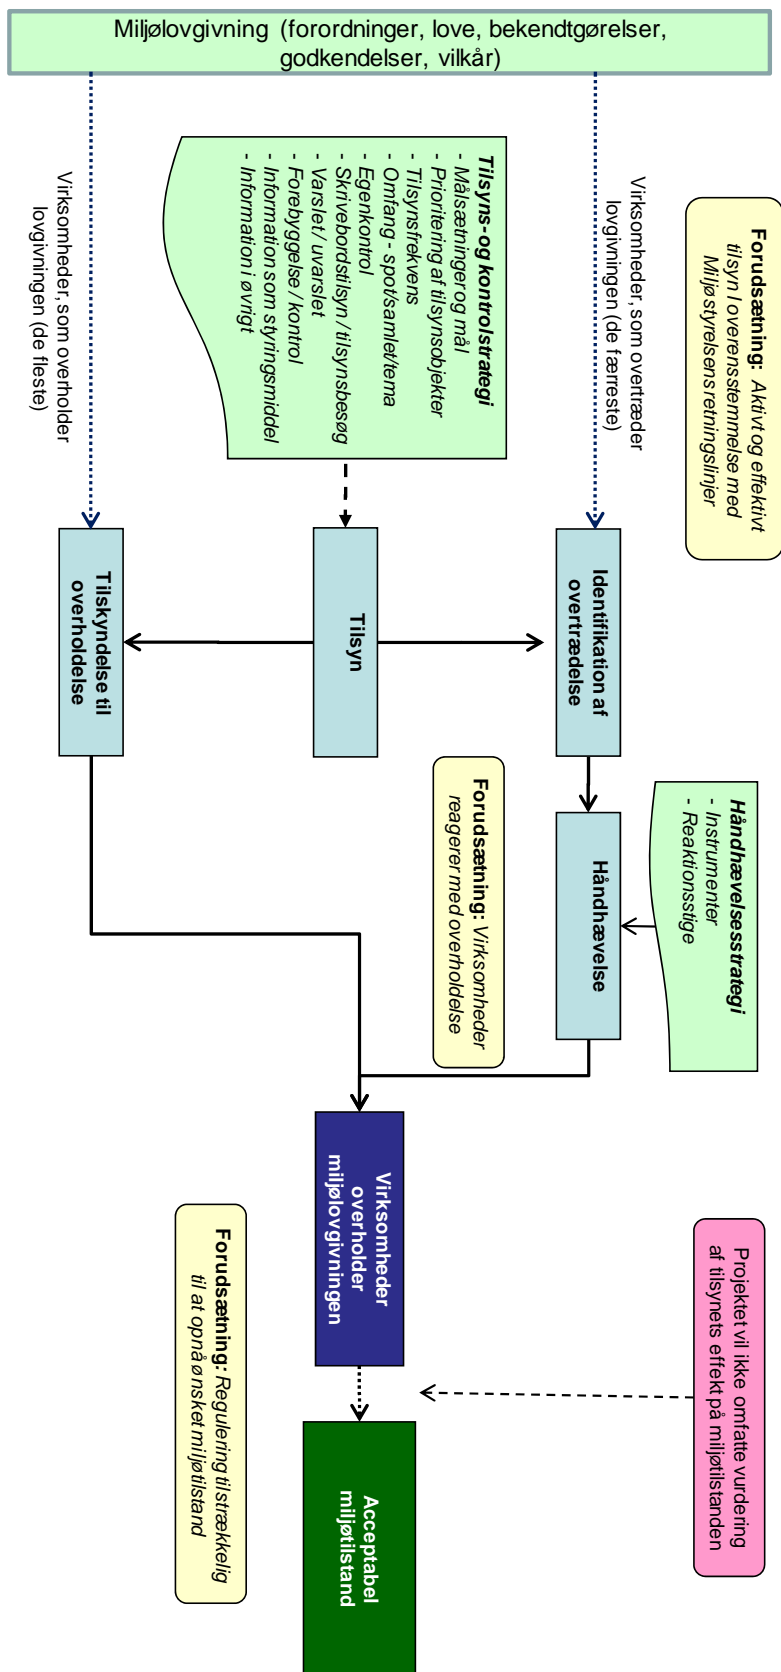 Miljølovgivning (forordninger, love, bekendtgørelser,
godkendelser, vilkår)
Forudsætning: Aktivt og effektivt
tilsyn I overensstemmelse med
Miljøstyrelsens retningslinjer
Virksomheder, som overtræder
lovgivningen (de færreste)
Tilsyns- og kontrolstrategi
- Målsætninger og mål
- Prioritering af tilsynsobjekter
- Tilsynsfrekvens
- Omfang - spot/samlet/tema
- Egenkontrol
- Skrivebordstilsyn / tilsynsbesøg
- Varslet / uvarslet
- Forebyggelse / kontrol
- Information som styringsmiddel
- Information i øvrigt
Virksomheder, som overholder
lovgivningen (de fleste)
Identifikation af
overtrædelse
Tilsyn
Tilskyndelse til
overholdelse
Håndhævelsesstrategi
- Instrumenter
- Reaktionsstige
Håndhævelse
Forudsætning: Virksomheder
reagerer med overholdelse
Virksomheder
overholder
miljølovgivningen
Projektet vil ikke omfatte vurdering
af tilsynets effekt på miljøtilstanden
Forudsætning: Regulering tilstrækkelig
til at opnå ønsket miljøtilstand
Acceptabel
miljøtilstand